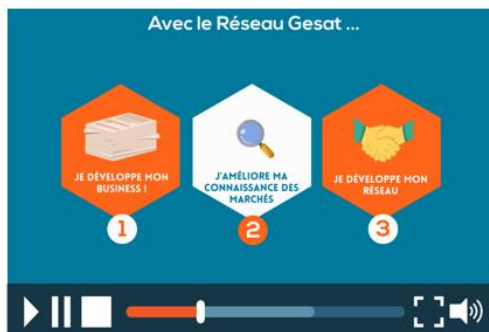 Avec le Réseau Gesat ...
JE DÉVELOPPE MON
BUSINESS !
1
J'AMÉLIORE MA
CONNAISSANCE DES
MARCHÉS
2
JE DÉVELOPPE MON
RÉSEAU
3